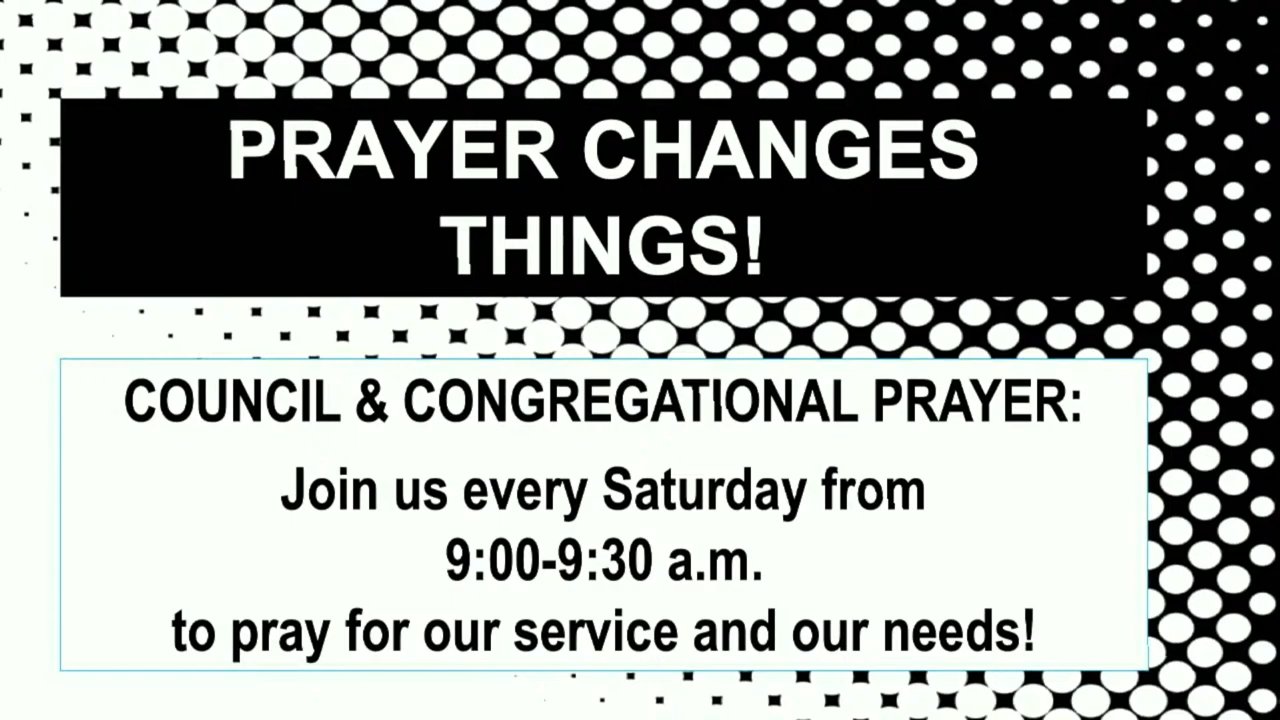 PRAYER CHANGES
THINGS!
COUNCIL & CONGREGATIONAL PRAYER:
Join us every Saturday from
9:00-9:30 a.m.
to pray for our service and our needs!